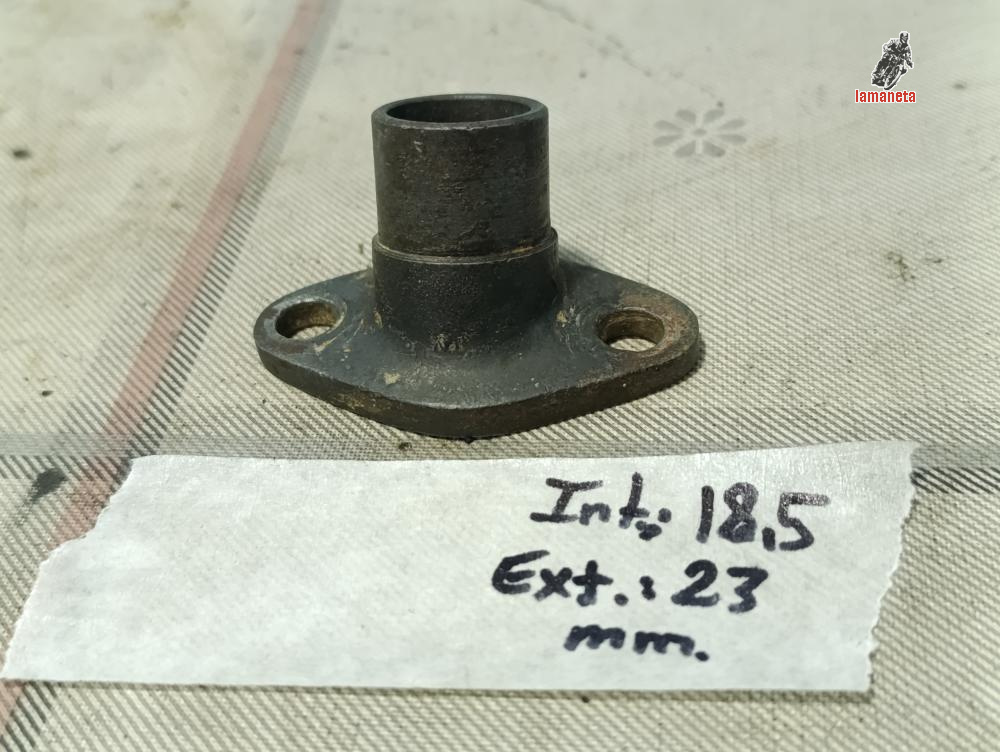 lamaneta
Int.: 18,5
Ext.: 23
mm.